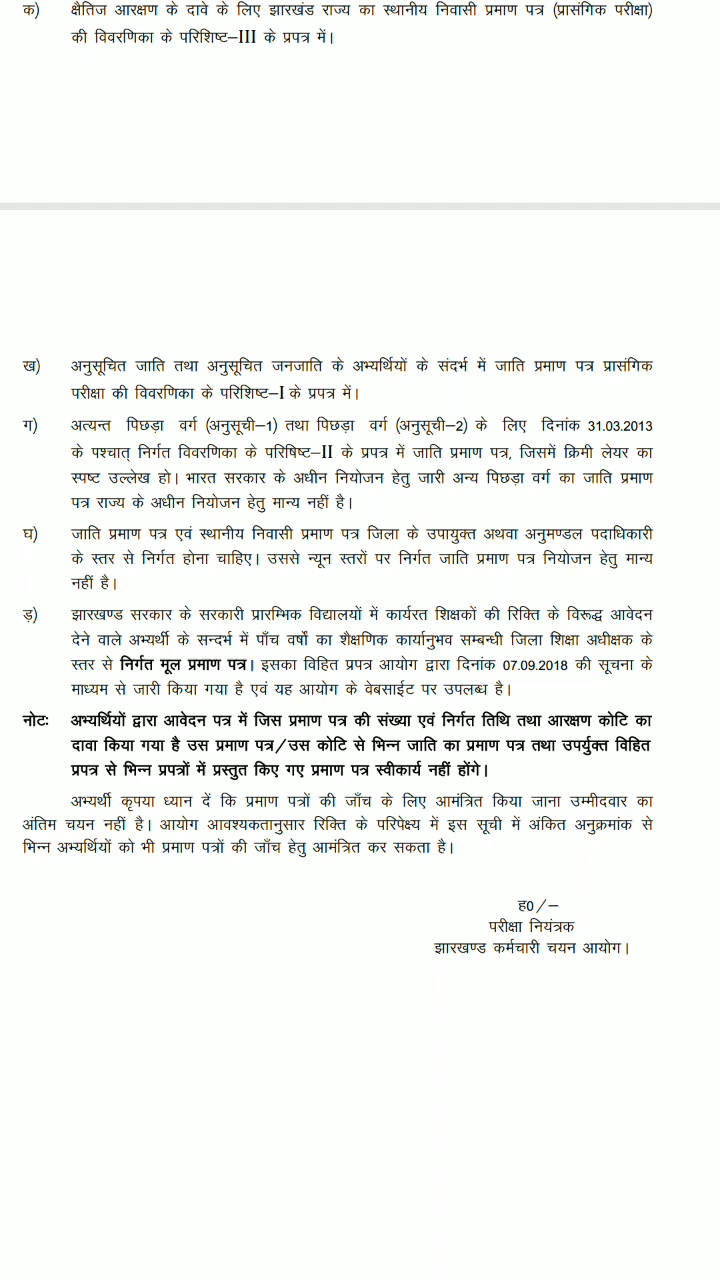 क) क्षैतिज आरक्षण के दावे के लिए झारखंड राज्य का स्थानीय निवासी प्रमाण पत्र (प्रासंगिक परीक्षा)
की विवरणिका के परिशिष्ट–III के प्रपत्र में।
ख) अनुसूचित जाति तथा अनुसूचित जनजाति के अभ्यर्थियों के संदर्भ में जाति प्रमाण पत्र प्रासंगिक
परीक्षा की विवरणिका के परिशिष्ट–I के प्रपत्र में।
ग) अत्यन्त पिछड़ा वर्ग (अनुसूची–1) तथा पिछड़ा वर्ग (अनुसूची–2) के लिए दिनांक 31.03.2013
के पश्चात् निर्गत विवरणिका के परिषिष्ट–II के प्रपत्र में जाति प्रमाण पत्र, जिसमें क्रिमी लेयर का
स्पष्ट उल्लेख हो। भारत सरकार के अधीन नियोजन हेतु जारी अन्य पिछड़ा वर्ग का जाति प्रमाण
पत्र राज्य के अधीन नियोजन हेतु मान्य नहीं है।
घ) जाति प्रमाण पत्र एवं स्थानीय निवासी प्रमाण पत्र जिला के उपायुक्त अथवा अनुमण्डल पदाधिकारी
के स्तर से निर्गत होना चाहिए। उससे न्यून स्तरों पर निर्गत जाति प्रमाण पत्र नियोजन हेतु मान्य
नहीं है।
ड़) झारखण्ड सरकार के सरकारी प्रारम्भिक विद्यालयों में कार्यरत शिक्षकों की रिक्ति के विरूद्ध आवेदन
देने वाले अभ्यर्थी के सन्दर्भ में पाँच वर्षों का शैक्षणिक कार्यानुभव सम्बन्धी जिला शिक्षा अधीक्षक के
स्तर से निर्गत मूल प्रमाण पत्र। इसका विहित प्रपत्र आयोग द्वारा दिनांक 07.09.2018 की सूचना के
माध्यम से जारी किया गया है एवं यह आयोग के वेबसाईट पर उपलब्ध है।
नोटः अभ्यर्थियों द्वारा आवेदन पत्र में जिस प्रमाण पत्र की संख्या एवं निर्गत तिथि तथा आरक्षण कोटि का
दावा किया गया है उस प्रमाण पत्र/उस कोटि से भिन्न जाति का प्रमाण पत्र तथा उपर्युक्त विहित
प्रपत्र से भिन्न प्रपत्रों में प्रस्तुत किए गए प्रमाण पत्र स्वीकार्य नहीं होंगे।
अभ्यर्थी कृपया ध्यान दें कि प्रमाण पत्रों की जाँच के लिए आमंत्रित किया जाना उम्मीदवार का
अंतिम चयन नहीं है। आयोग आवश्यकतानुसार रिक्ति के परिपेक्ष्य में इस सूची में अंकित अनुक्रमांक से
भिन्न अभ्यर्थियों को भी प्रमाण पत्रों की जाँच हेतु आमंत्रित कर सकता है।
ह0/–
परीक्षा नियंत्रक
झारखण्ड कर्मचारी चयन आयोग।